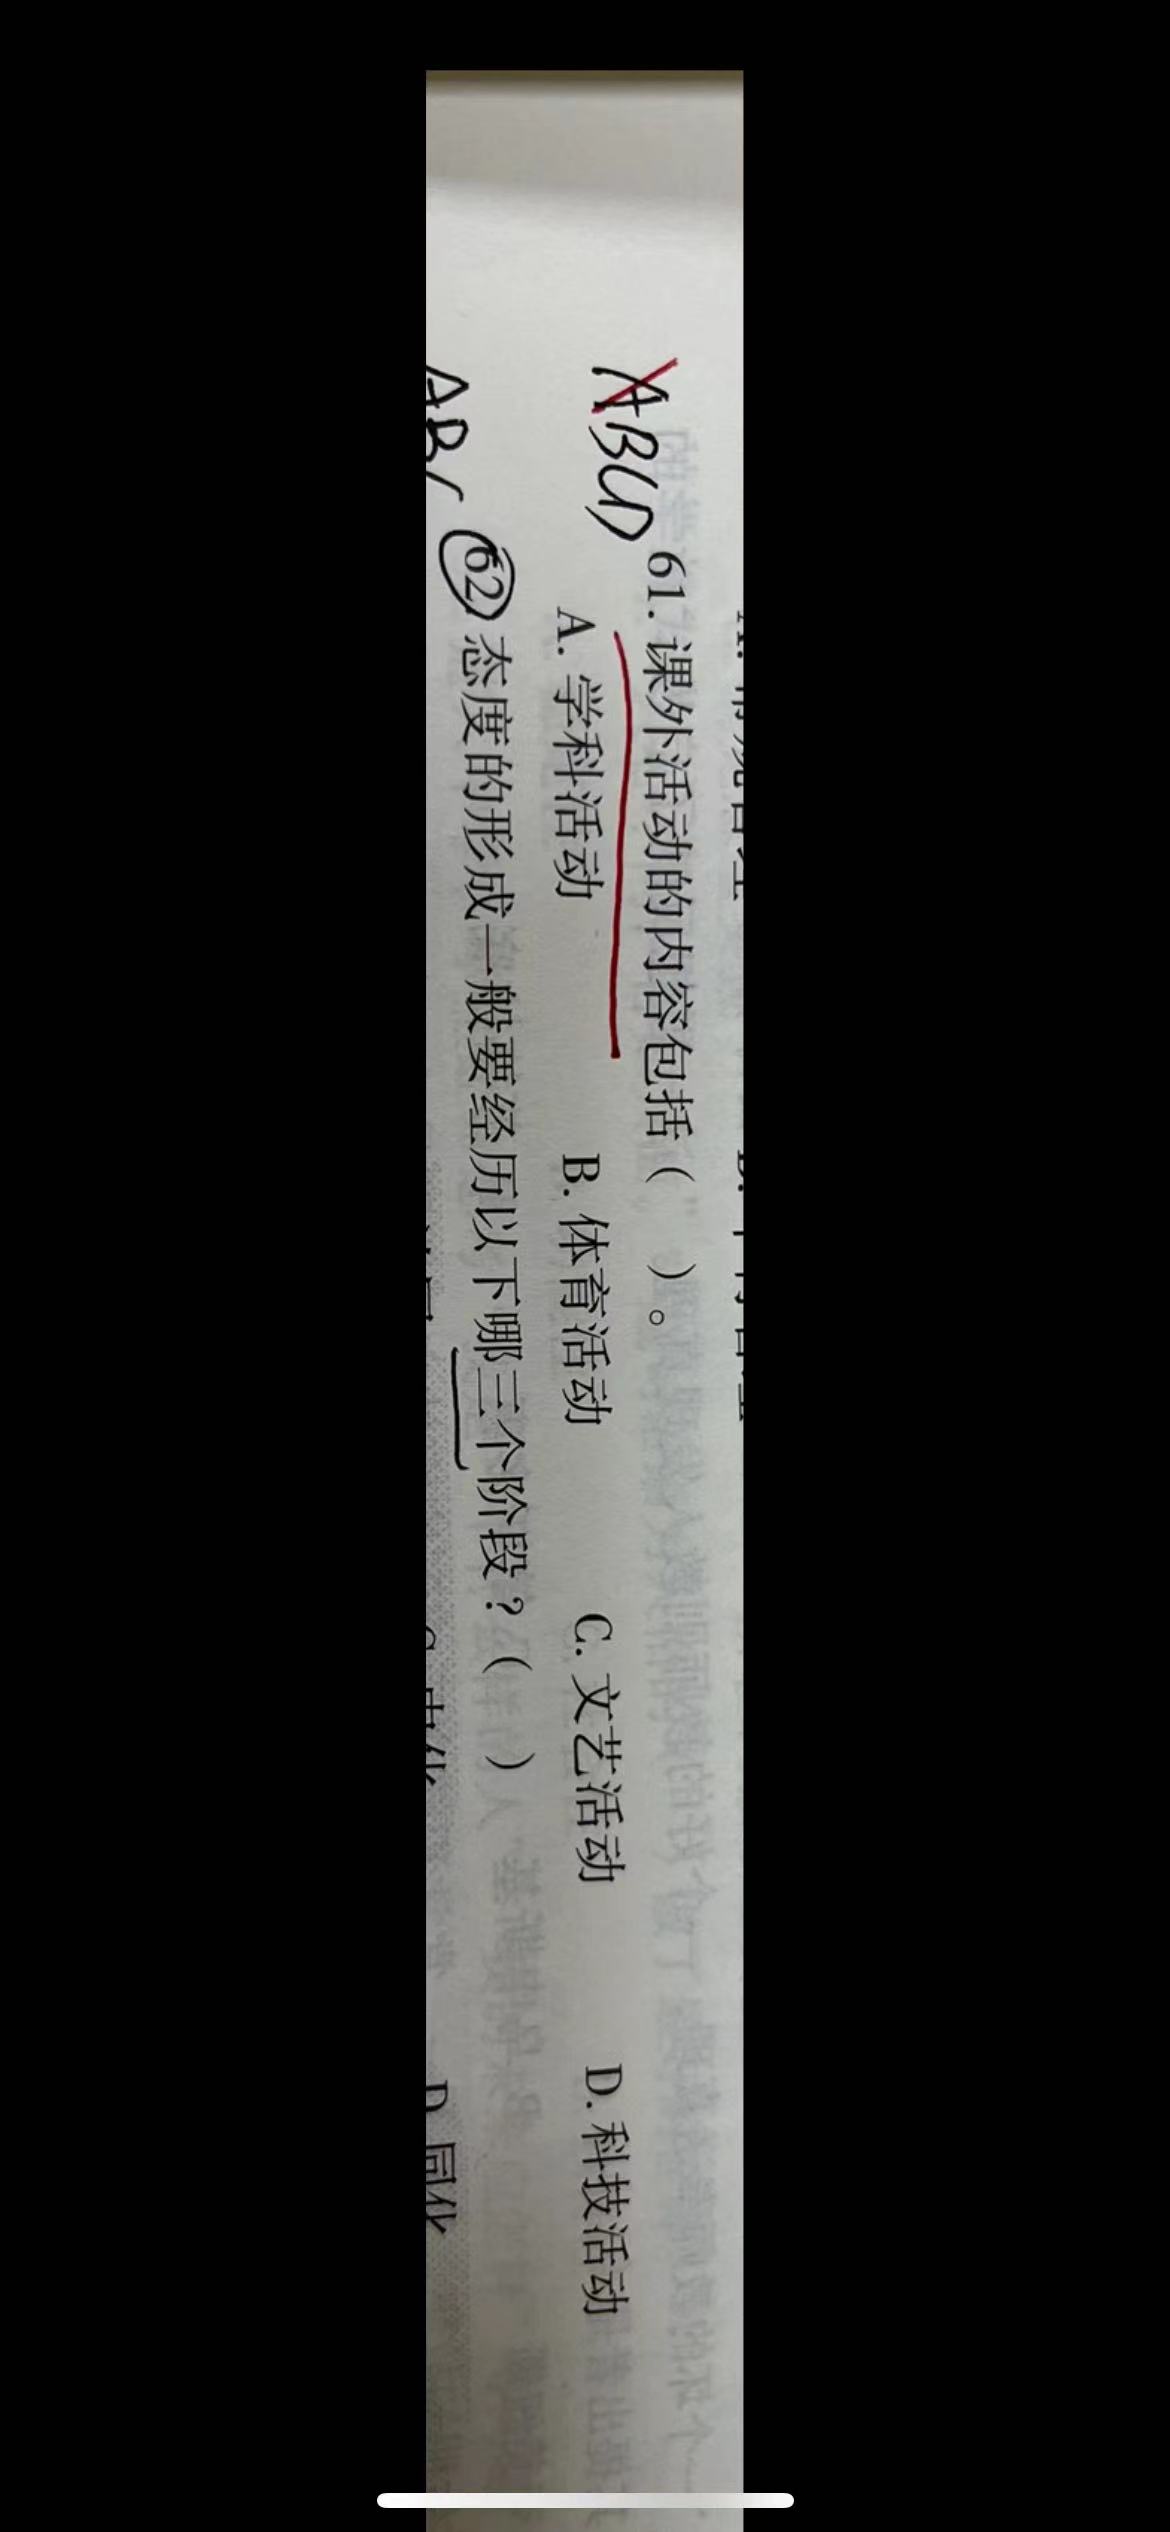 ABCD 61. 课外活动的内容包括（ ）。
A. 学科活动 B. 体育活动 C. 文艺活动 D. 科技活动
ABC 62 态度的形成一般要经历以下哪三个阶段？（ ）
D. 同化